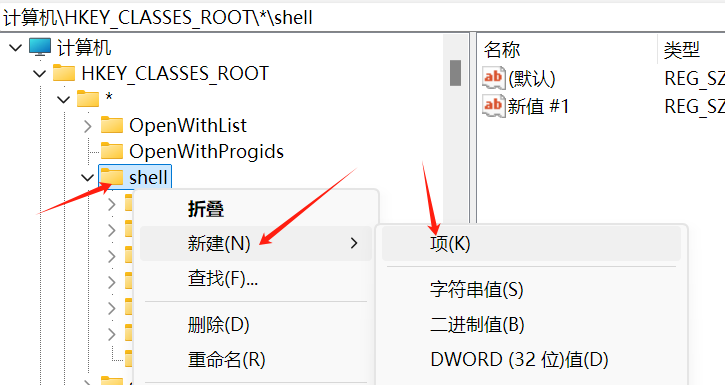 计算机\HKEY_CLASSES_ROOT\*\shell
计算机
HKEY_CLASSES_ROOT
*
OpenWithList
OpenWithProgids
shell
名称 类型
(默认) REG_SZ
新值 #1 REG_SZ
折叠
新建(N)
查找(F)...
删除(D)
重命名(R)
项(K)
字符串值(S)
二进制值(B)
DWORD (32 位)值(D)